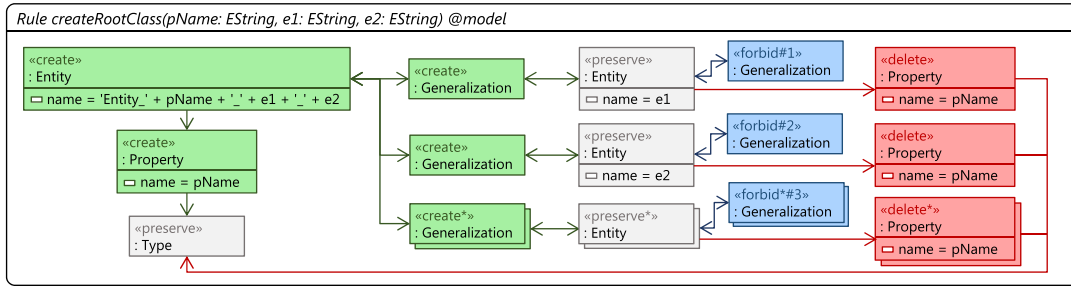 Rule createRootClass(pName: EString, e1: EString, e2: EString) @model
«create»
: Entity
name = 'Entity_' + pName + '_' + e1 + '_' + e2
«create»
: Property
name = pName
«preserve»
: Type
«create»
: Generalization
«preserve»
: Entity
name = e1
«forbid#1»
: Generalization
«delete»
: Property
name = pName
«create»
: Generalization
«preserve»
: Entity
name = e2
«forbid#2»
: Generalization
«delete»
: Property
name = pName
«create*»
: Generalization
«preserve*»
: Entity
«forbid*#3»
: Generalization
«delete*»
: Property
name = pName